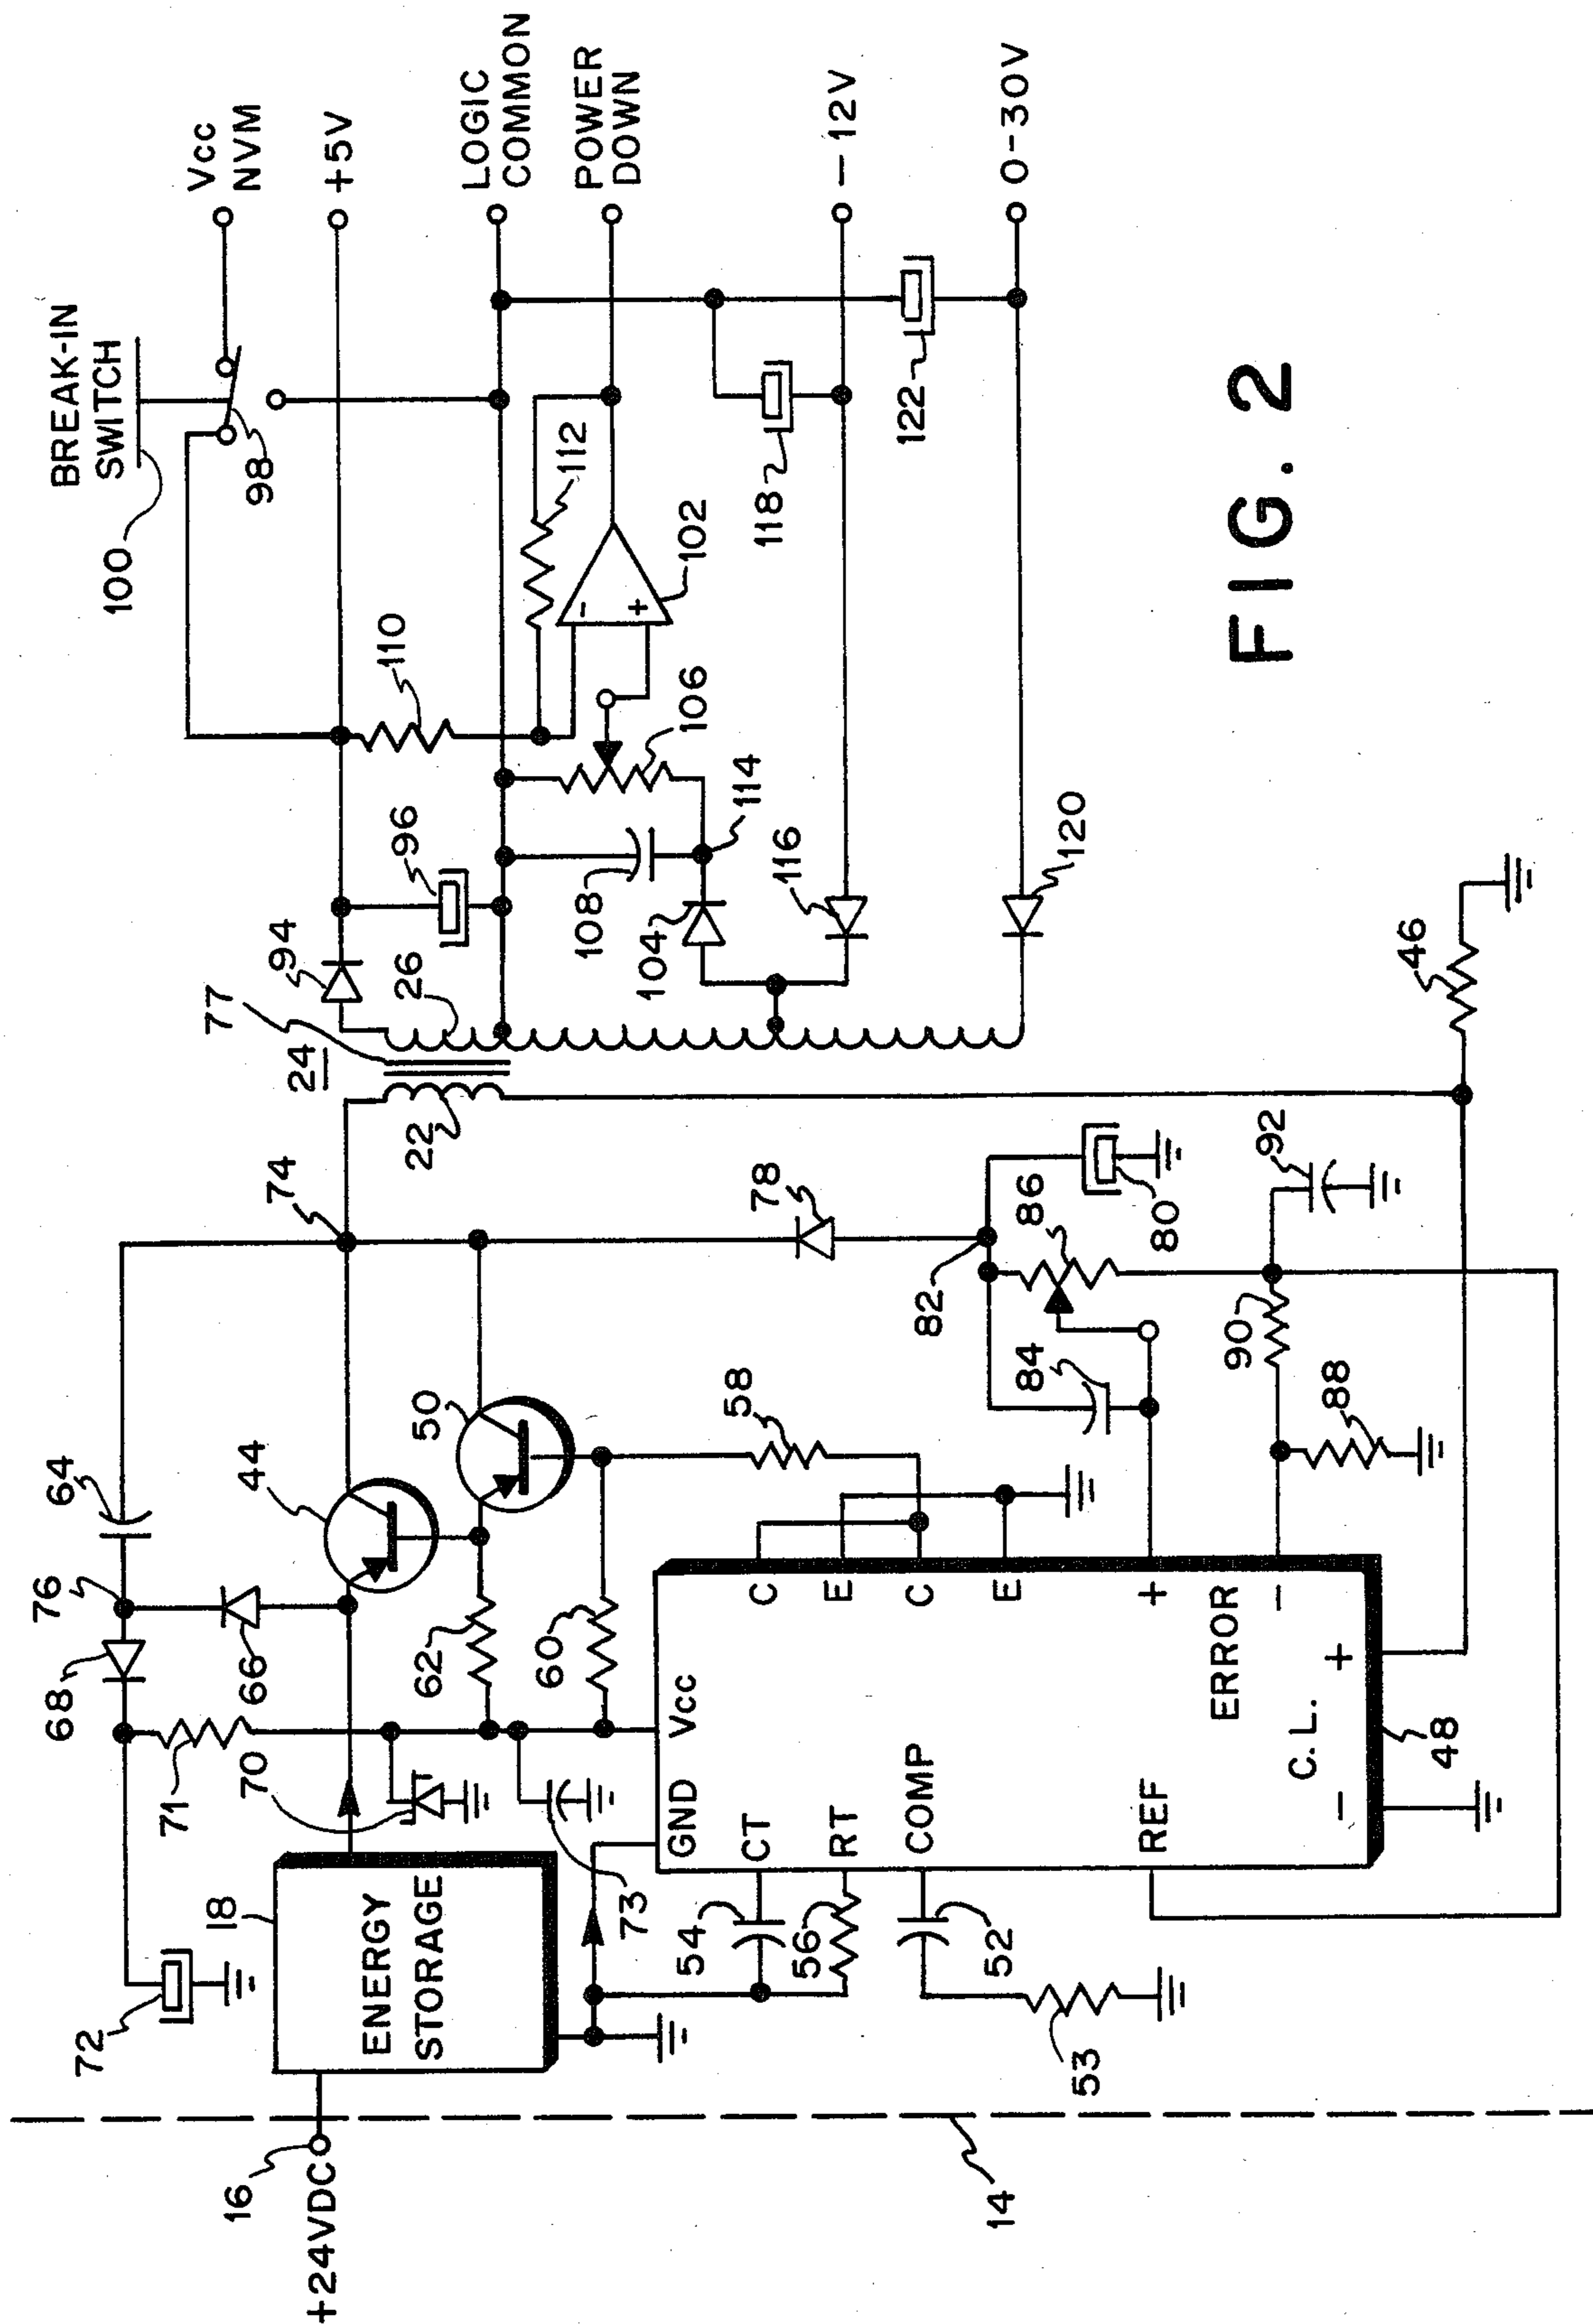 BREAK-IN
SWITCH
100
98
Vcc
NVM
+5V
LOGIC
COMMON
POWER
DOWN
-12V
0-30V
77
24
94
26
96
110
112
102
106
108
104
114
116
118
122
120
22
74
64
76
68
66
44
50
62
60
58
71
70
72
73
18
ENERGY
STORAGE
16
+24VDC
14
78
82
80
86
84
92
90
88
46
GND
Vcc
C
E
C
E
+
ERROR
-
CT
RT
COMP
REF
- C.L. +
48
54
56
52
53
FIG. 2